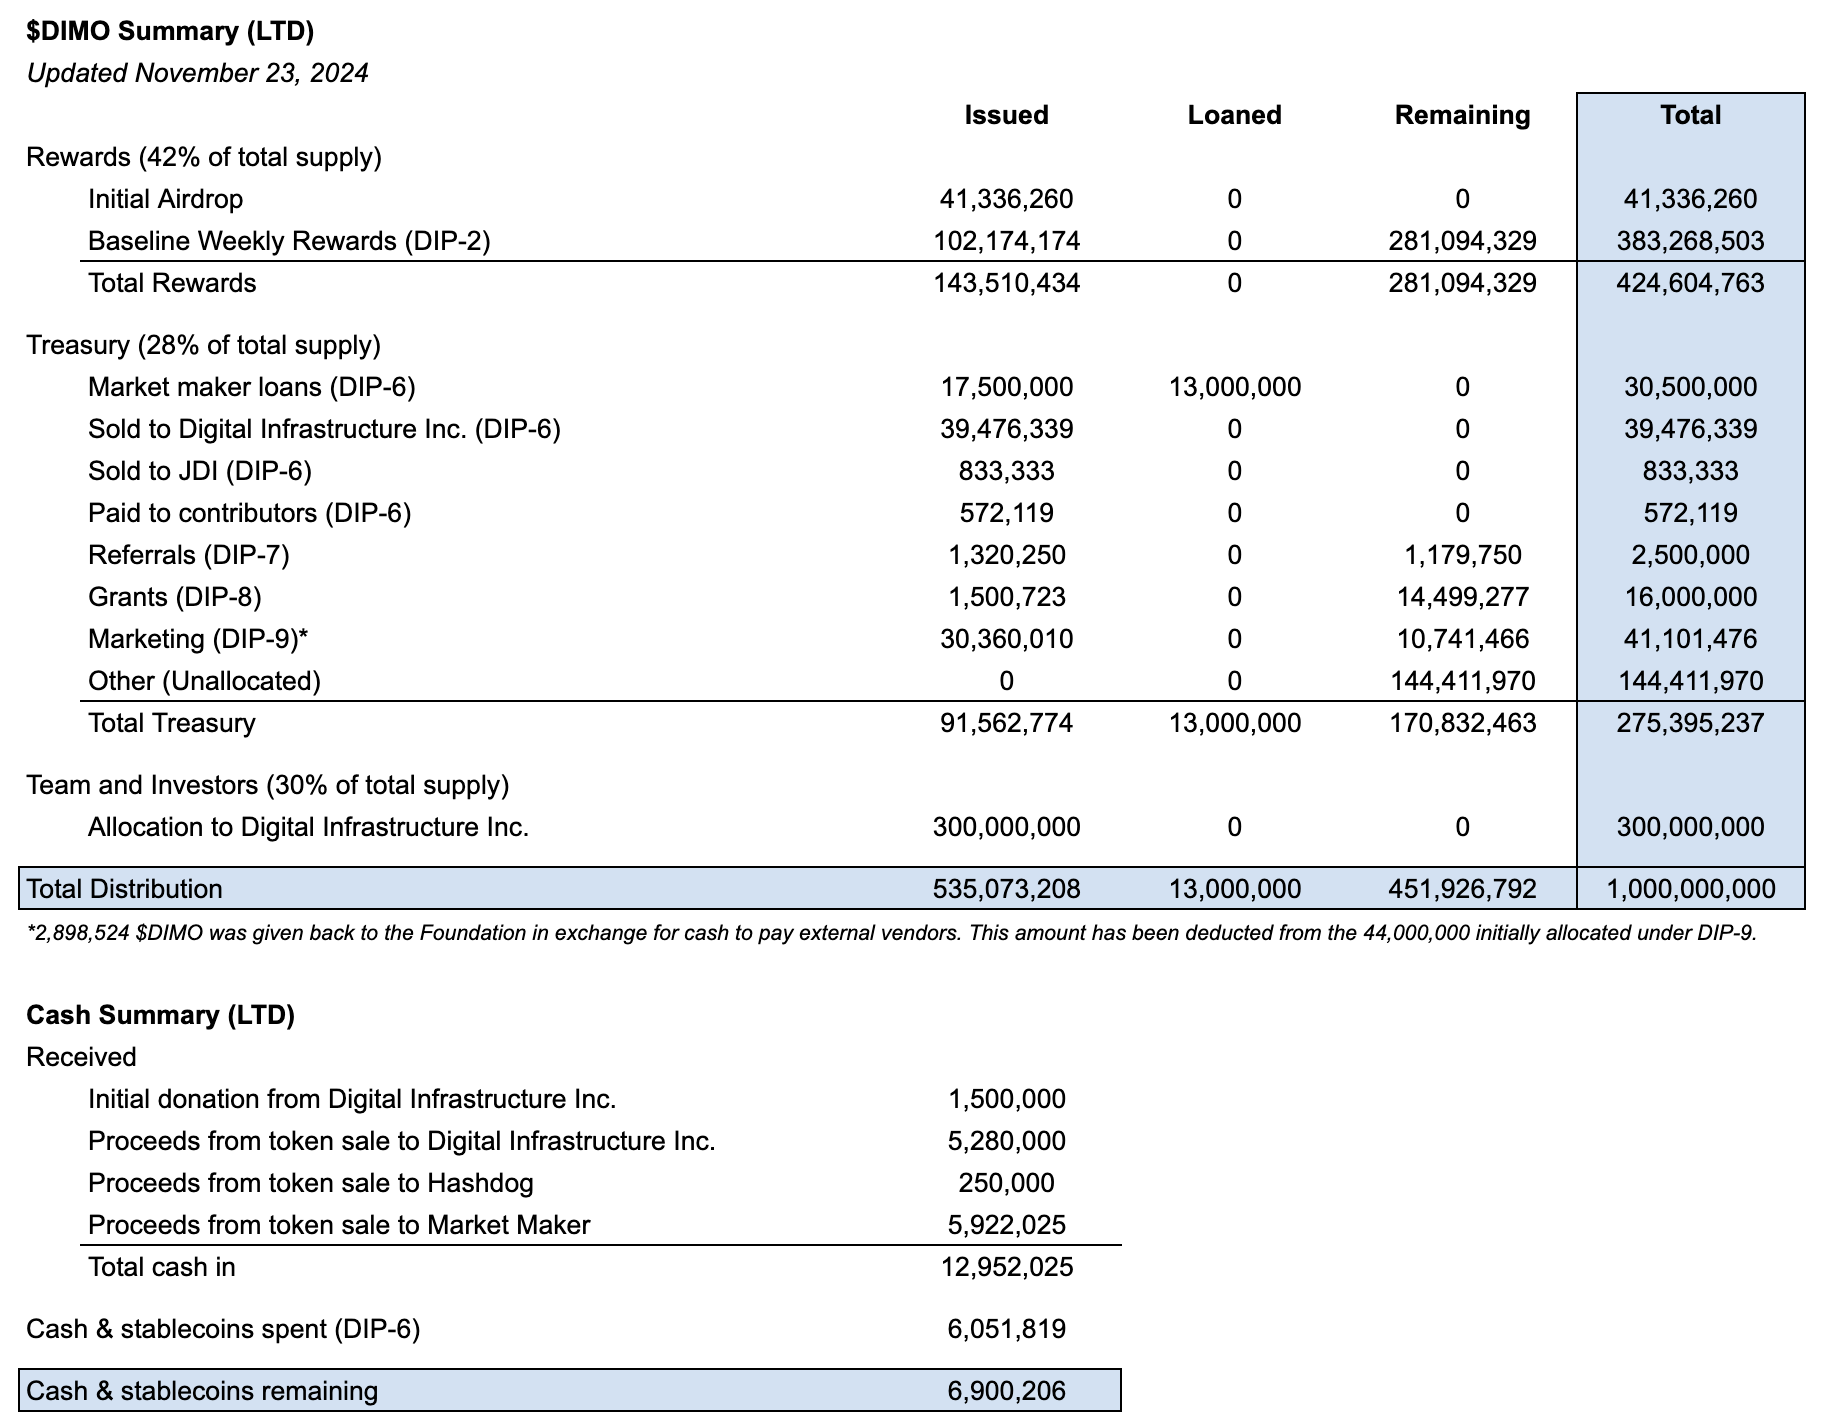 $DIMO Summary (LTD)
Updated November 23, 2024
Issued Loaned Remaining Total
Rewards (42% of total supply)
Initial Airdrop 41,336,260 0 0 41,336,260
Baseline Weekly Rewards (DIP-2) 102,174,174 0 281,094,329 383,268,503
Total Rewards 143,510,434 0 281,094,329 424,604,763
Treasury (28% of total supply)
Market maker loans (DIP-6) 17,500,000 13,000,000 0 30,500,000
Sold to Digital Infrastructure Inc. (DIP-6) 39,476,339 0 0 39,476,339
Sold to JDI (DIP-6) 833,333 0 0 833,333
Paid to contributors (DIP-6) 572,119 0 0 572,119
Referrals (DIP-7) 1,320,250 0 1,179,750 2,500,000
Grants (DIP-8) 1,500,723 0 14,499,277 16,000,000
Marketing (DIP-9)* 30,360,010 0 10,741,466 41,101,476
Other (Unallocated) 0 0 144,411,970 144,411,970
Total Treasury 91,562,774 13,000,000 170,832,463 275,395,237
Team and Investors (30% of total supply)
Allocation to Digital Infrastructure Inc. 300,000,000 0 0 300,000,000
Total Distribution 535,073,208 13,000,000 451,926,792 1,000,000,000
*2,898,524 $DIMO was given back to the Foundation in exchange for cash to pay external vendors. This amount has been deducted from the 44,000,000 initially allocated under DIP-9.
Cash Summary (LTD)
Received
Initial donation from Digital Infrastructure Inc. 1,500,000
Proceeds from token sale to Digital Infrastructure Inc. 5,280,000
Proceeds from token sale to Hashdog 250,000
Proceeds from token sale to Market Maker 5,922,025
Total cash in 12,952,025
Cash & stablecoins spent (DIP-6) 6,051,819
Cash & stablecoins remaining 6,900,206